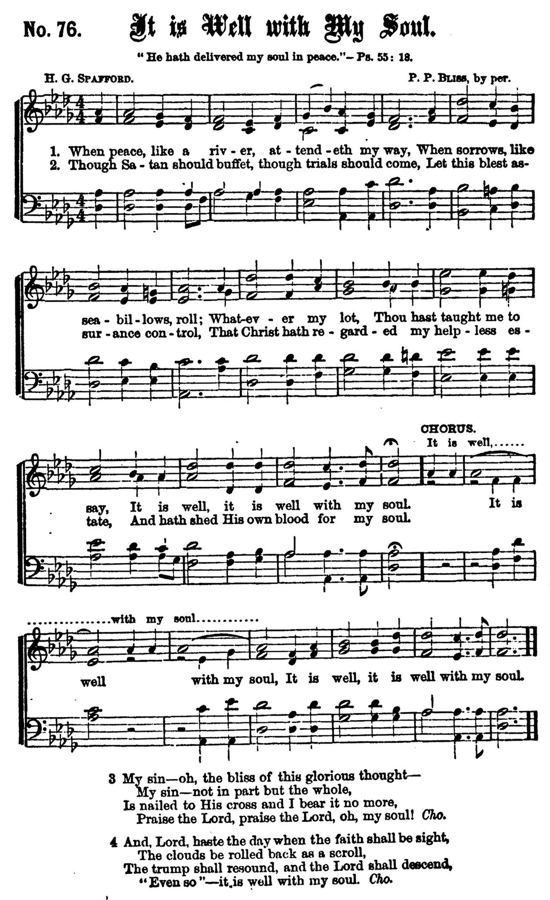 No. 76.
It is Well with My Soul.
"He hath delivered my soul in peace."—Ps. 55: 18.
H. G. SPAFFORD.
P. P. BLISS, by per.
1. When peace, like a riv - er, at - tend - eth my way, When sorrows, like
2. Though Sa - tan should buffet, though trials should come, Let this blest as-
sea - bil - lows, roll; What-ev - er my lot, Thou hast taught me to
sur - ance con - trol, That Christ hath re - gard - ed my help - less es -
CHORUS.
It is well,......
say, It is well, it is well with my soul. It is
tate, And hath shed His own blood for my soul.
..................with my soul.............
well with my soul, It is well, it is well with my soul.
3 My sin—oh, the bliss of this glorious thought—
My sin—not in part but the whole,
Is nailed to His cross and I bear it no more,
Praise the Lord, praise the Lord, oh, my soul! Cho.
4 And, Lord, haste the day when the faith shall be sight,
The clouds be rolled back as a scroll,
The trump shall resound, and the Lord shall descend,
"Even so"—it is well with my soul. Cho.